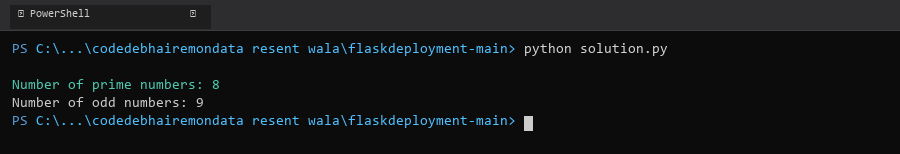 PowerShell
PS C:\...\codedebhairemondata resent wala\flaskdeployment-main> python solution.py
Number of prime numbers: 8
Number of odd numbers: 9
PS C:\...\codedebhairemondata resent wala\flaskdeployment-main>